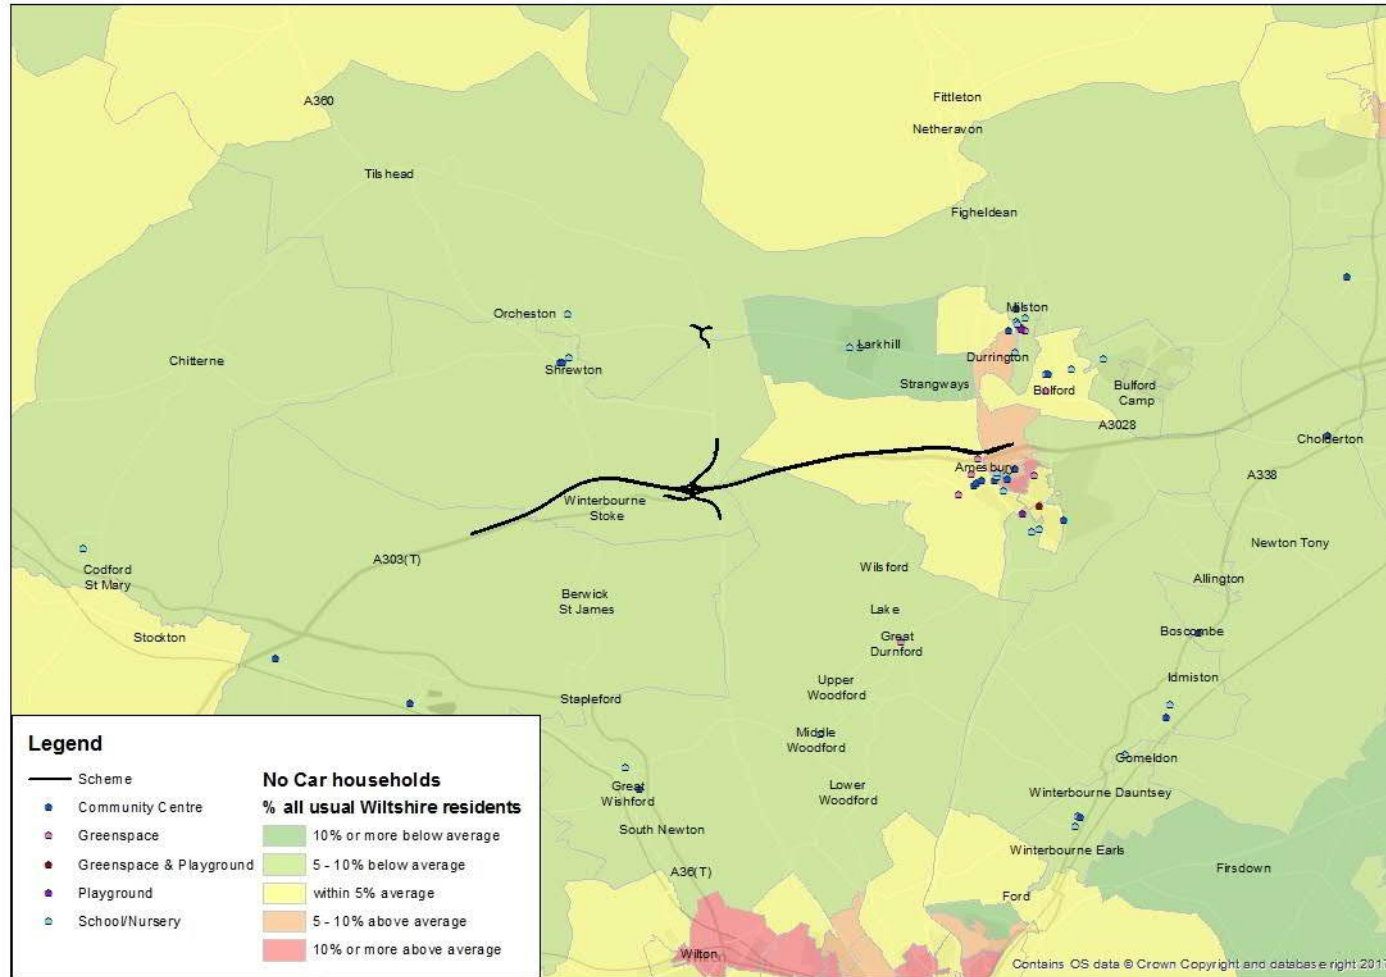 A360
Fittleton
Netheravon
Tilshead
Figheldean
Milston
Orcheston
Larkhill
Durrington
Chitterne
Shrewton
Strangways
Bulford
Bulford
Camp
A3028
Cholderton
Amesbury
A338
Winterbourne
Stoke
Newton Tony
A303(T)
Codford
St Mary
Wilsford
Allington
Berwick
St James
Lake
Stockton
Great
Durnford
Boscombe
Idmiston
Upper
Woodford
Stapleford
Middle
Woodford
Gomeldon
Great
Wishford
Lower
Woodford
Winterbourne Dauntsey
South Newton
Winterbourne Earls
A36(T)
Firsdown
Ford
Wilton
Legend
Scheme
Community Centre
Greenspace
Greenspace & Playground
Playground
School/Nursery
No Car households
% all usual Wiltshire residents
10% or more below average
5 - 10% below average
within 5% average
5 - 10% above average
10% or more above average
Contains OS data © Crown Copyright and database right 2017